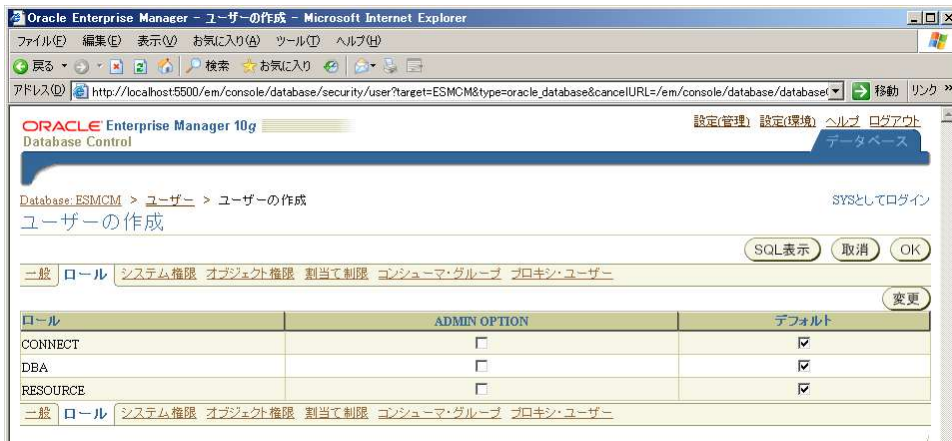 Oracle Enterprise Manager - ユーザーの作成 - Microsoft Internet Explorer
ファイル(F) 編集(E) 表示(V) お気に入り(A) ツール(T) ヘルプ(H)
戻る 検索 お気に入り
アドレス(D) http://localhost:5500/em/console/database/security/user?target=ESMCM&type=oracle_database&cancelURL=/em/console/database/database( 移動 リンク »
ORACLE Enterprise Manager 10g
Database Control
設定(管理) 設定(環境) ヘルプ ログアウト
データベース
Database: ESMCM > ユーザー > ユーザーの作成
SYSとしてログイン
ユーザーの作成
SQL表示 取消 OK
一般 ロール システム権限 オブジェクト権限 割当て制限 コンシューマ・グループ プロキシ・ユーザー
変更
ロール ADMIN OPTION デフォルト
CONNECT
DBA
RESOURCE
一般 ロール システム権限 オブジェクト権限 割当て制限 コンシューマ・グループ プロキシ・ユーザー